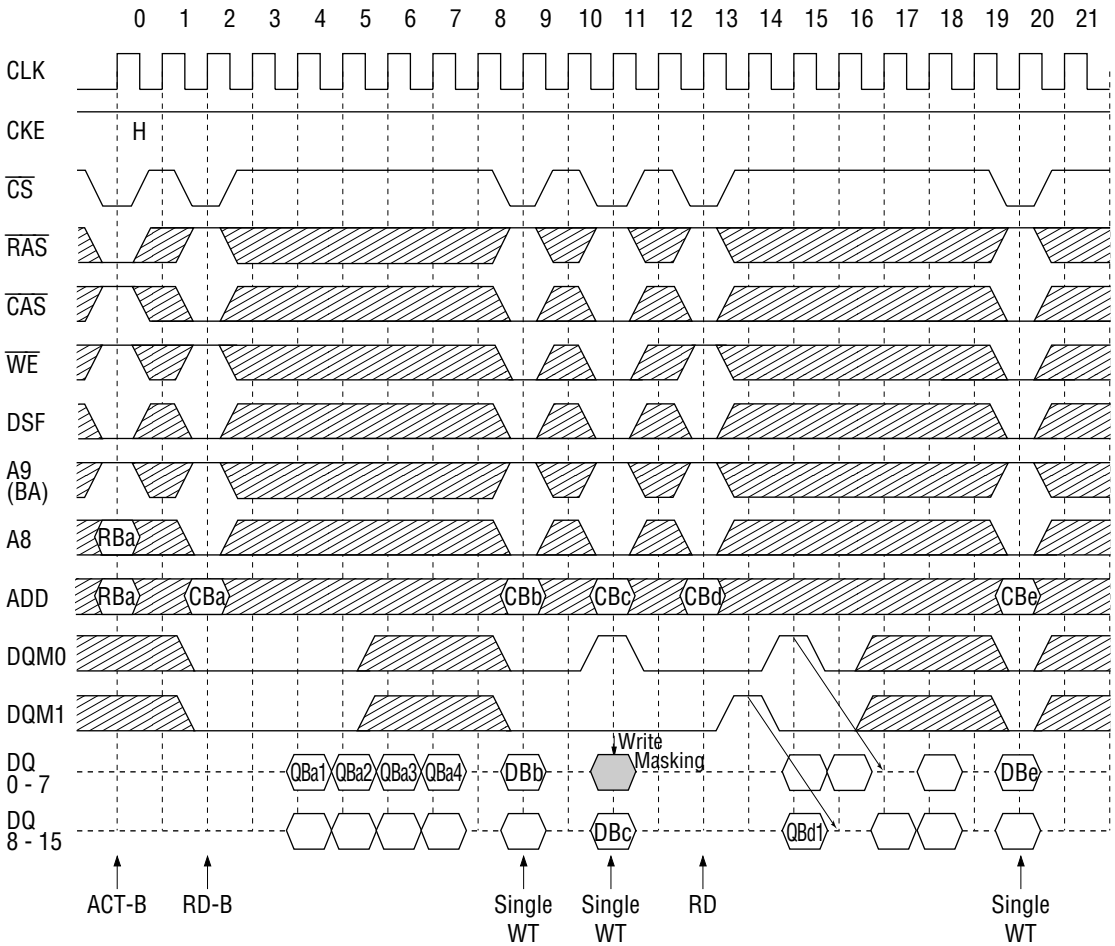 0 1 2 3 4 5 6 7 8 9 10 11 12 13 14 15 16 17 18 19 20 21
CLK
CKE H
CS
RAS
CAS
WE
DSF
A9
(BA)
A8 RBa
ADD RBa CBa CBb CBc CBd CBe
DQM0
DQM1
Write
Masking
DQ
0 - 7 QBa1 QBa2 QBa3 QBa4 DBb DBe
DQ
8 - 15 DBc QBd1
ACT-B RD-B Single WT Single WT RD Single WT